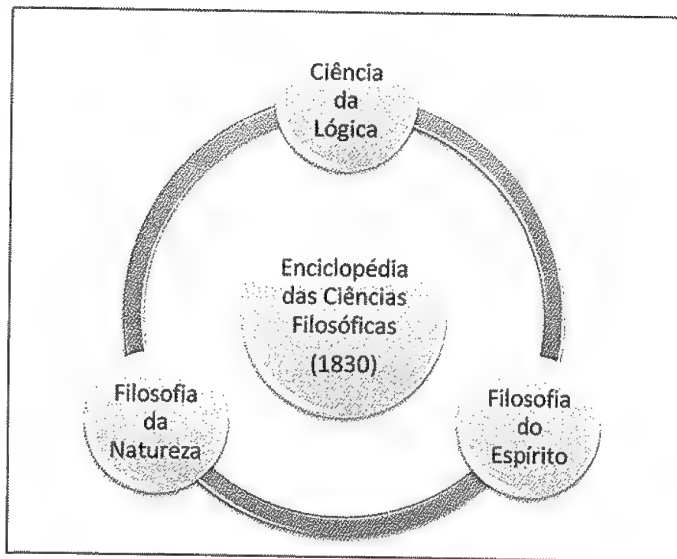 Ciência
da
Lógica
Enciclopédia
das Ciências
Filosóficas
(1830)
Filosofia
da
Natureza
Filosofia
do
Espírito